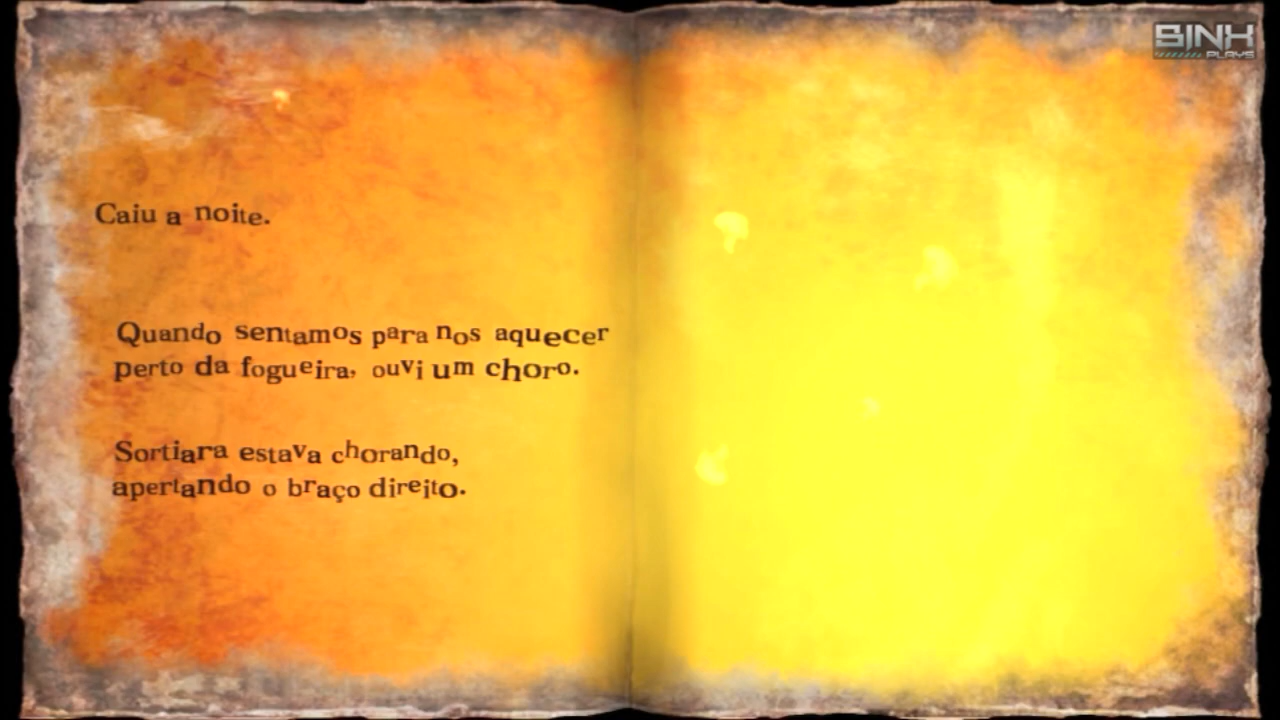 SINX
PLAYS
Caiu a noite.
Quando sentamos para nos aquecer
perto da fogueira, ouvi um choro.
Sortiara estava chorando,
apertando o braço direito.